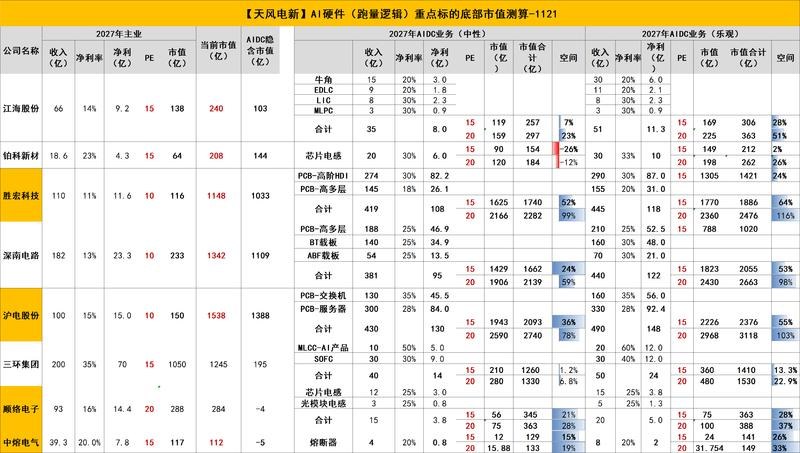 【天风电新】AI硬件（跑量逻辑）重点标的底部市值测算-1121
公司名称 2027年主业 当前市值（亿） AIDC隐含市值（亿） 2027年AIDC业务（中性） 2027年AIDC业务（乐观）
收入（亿） 净利率 净利（亿） PE 市值（亿） 收入（亿） 净利率 净利（亿） PE 市值（亿） 市值合计（亿） 空间 收入（亿） 净利率 净利（亿） PE 市值（亿） 市值合计（亿） 空间
江海股份 66 14% 9.2 15 138 240 103
牛角 15 20% 3.0 30 20% 6.0
EDLC 9 20% 1.8 11 20% 2.1
LIC 8 30% 2.3 8 30% 2.3
MLPC 3 30% 0.9 3 30% 0.9
合计 35 8.0 15 119 257 7% 51 11.3 15 169 306 28%
20 159 297 23% 20 225 363 51%
铂科新材 18.6 23% 4.3 15 64 208 144
芯片电感 20 30% 6.0 15 90 154 -26% 30 33% 10 15 149 212 2%
20 120 184 -12% 20 198 262 26%
胜宏科技 110 11% 11.6 10 116 1148 1033
PCB-高阶HDI 274 30% 82.2 290 30% 87.0 15 1305 1421 24%
PCB-高多层 145 18% 26.1 155 20% 31.0
合计 419 108 15 1625 1740 52% 445 118 15 1770 1886 64%
20 2166 2282 99% 20 2360 2476 116%
深南电路 182 13% 23.3 10 233 1342 1109
PCB-高多层 188 25% 46.9 210 25% 52.5 15 788 1020
BT载板 140 25% 34.9 160 30% 48.0
ABF载板 54 25% 13.5 70 30% 21.0
合计 381 95 15 1429 1662 24% 440 122 15 1823 2055 53%
20 1906 2139 59% 20 2430 2663 98%
沪电股份 100 15% 15.0 10 150 1538 1388
PCB-交换机 130 35% 45.5 160 35% 56.0
PCB-服务器 300 28% 84.0 330 28% 92.4
合计 430 130 15 1943 2093 36% 490 148 15 2226 2376 55%
20 2590 2740 78% 20 2968 3118 103%
三环集团 200 35% 70 15 1050 1245 195
MLCC-AI产品 10 50% 5.0 20 60% 12.0
SOFC 30 30% 9.0 30 40% 12.0
合计 40 14 15 210 1260 1.2% 50 24 15 360 1410 13.3%
20 280 1330 6.8% 20 480 1530 22.9%
顺络电子 93 16% 14.4 20 288 284 -4
芯片电感 12 25% 3.0 15 25% 3.8
光模块电感 3 25% 0.8 5 25% 1.3
合计 15 3.8 15 56 345 21% 20 5.0 15 75 363 28%
20 75 363 28% 20 100 388 37%
中熔电气 39.3 20.0% 7.8 15 117 112 -5
熔断器 4 20% 0.8 15 12 129 15% 8 20% 2 15 24 141 26%
20 15.88 133 19% 20 31.754 149 33%